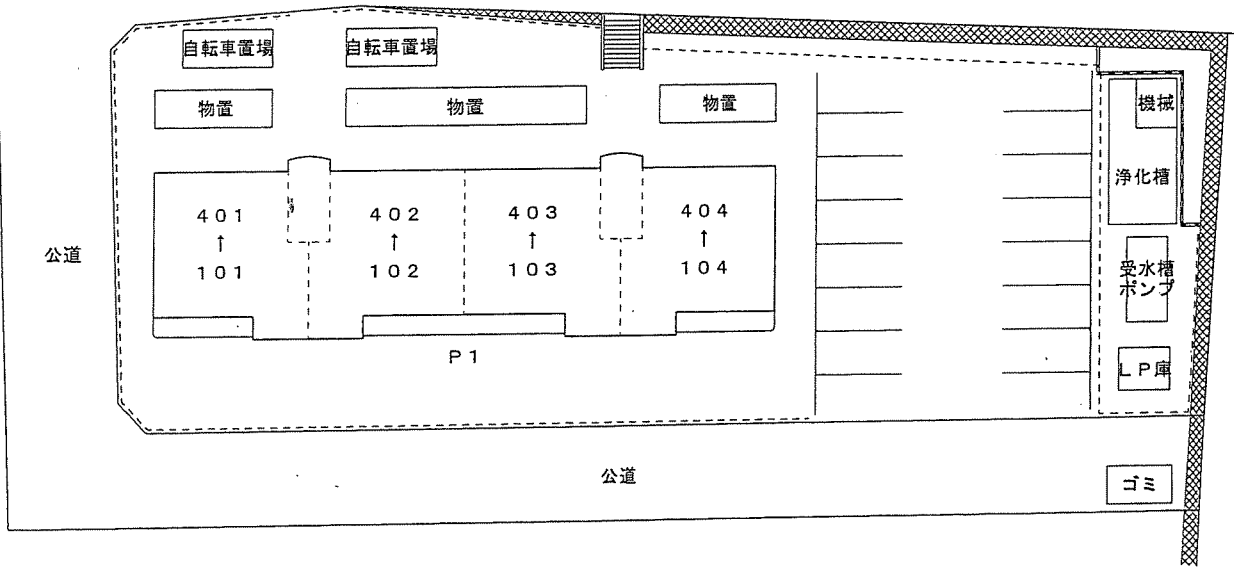 自転車置場
自転車置場
物置
物置
物置
機械
浄化槽
401
↑
101
402
↑
102
403
↑
103
404
↑
104
公道
受水槽
ポンプ
P1
LP庫
公道
ゴミ